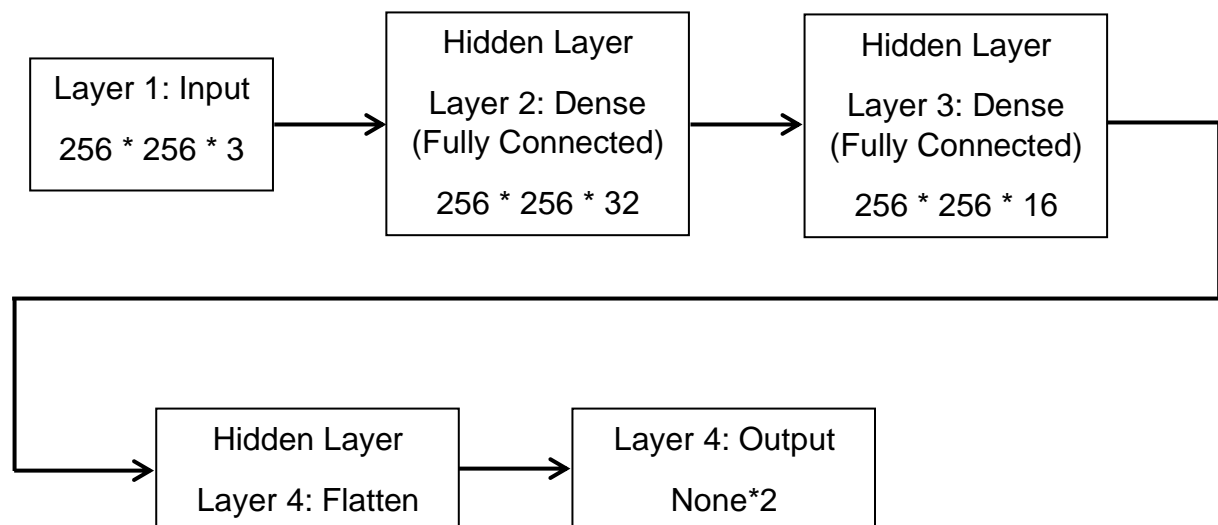 Layer 1: Input
256 * 256 * 3
Hidden Layer
Layer 2: Dense
(Fully Connected)
256 * 256 * 32
Hidden Layer
Layer 3: Dense
(Fully Connected)
256 * 256 * 16
Hidden Layer
Layer 4: Flatten
Layer 4: Output
None*2